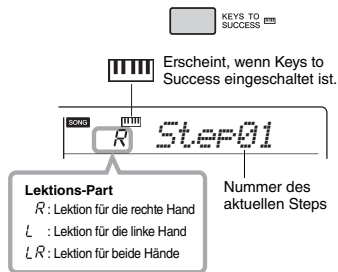 KEYS TO
SUCCESS
Erscheint, wenn Keys to
Success eingeschaltet ist.
SONG
R Step01
Lektions-Part
R : Lektion für die rechte Hand
L : Lektion für die linke Hand
LR : Lektion für beide Hände
Nummer des
aktuellen Steps